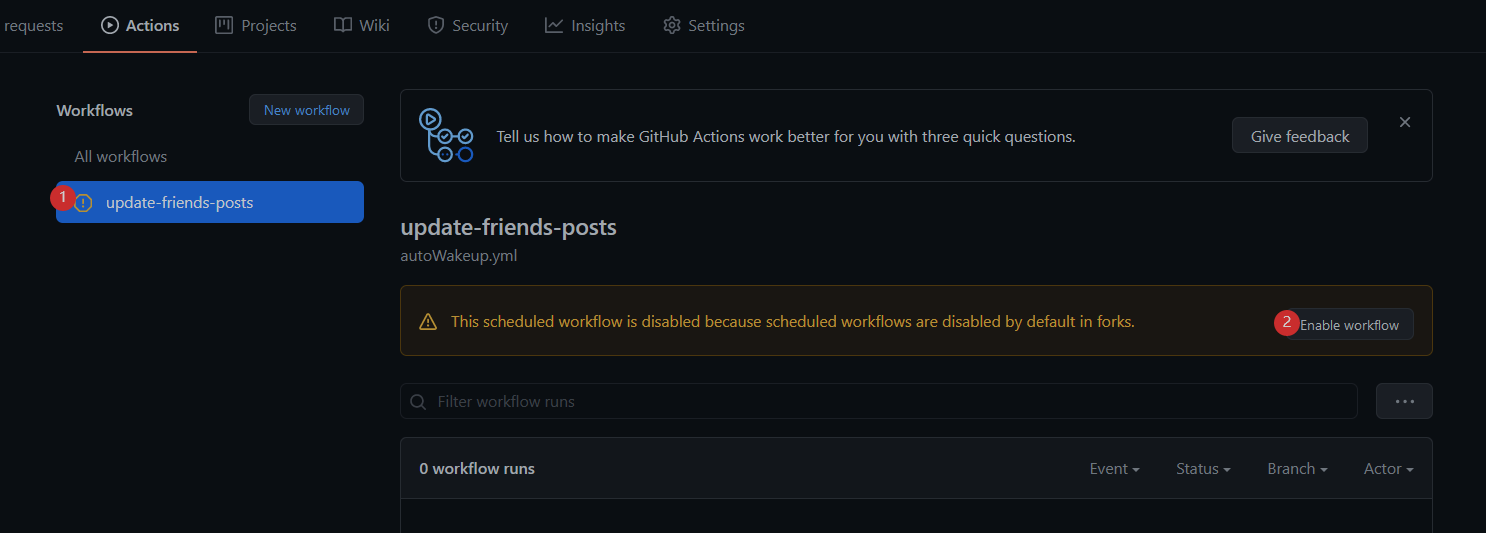 requests Actions Projects Wiki Security Insights Settings
Workflows New workflow
All workflows
1 update-friends-posts
Tell us how to make GitHub Actions work better for you with three quick questions. Give feedback
update-friends-posts
autoWakeup.yml
This scheduled workflow is disabled because scheduled workflows are disabled by default in forks. 2 Enable workflow
Filter workflow runs
0 workflow runs Event Status Branch Actor